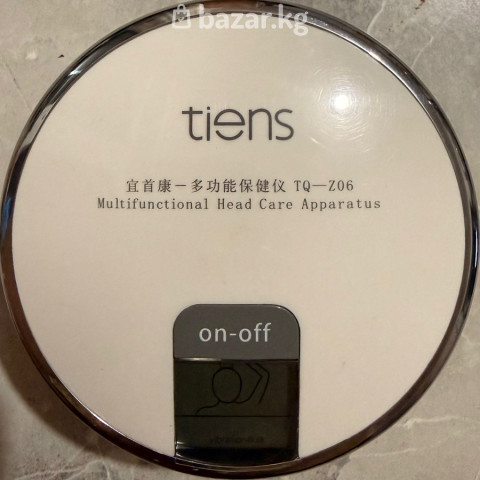 bazar.kg
tiens
宜首康－多功能保健仪 TQ—Z06
Multifunctional Head Care Apparatus
on-off